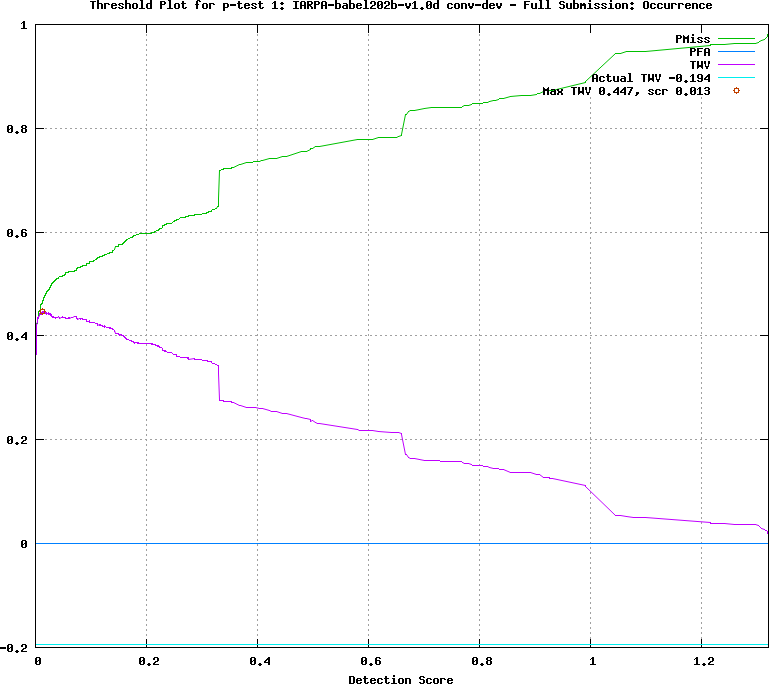 Threshold Plot for p-test 1: IARPA-babel202b-v1.0d conv-dev - Full Submission: Occurrence
1
PMiss
PFA
TWV
Actual TWV -0.194
Max TWV 0.447, scr 0.013
0.8
0.6
0.4
0.2
0
-0.2
0 0.2 0.4 0.6 0.8 1 1.2
Detection Score